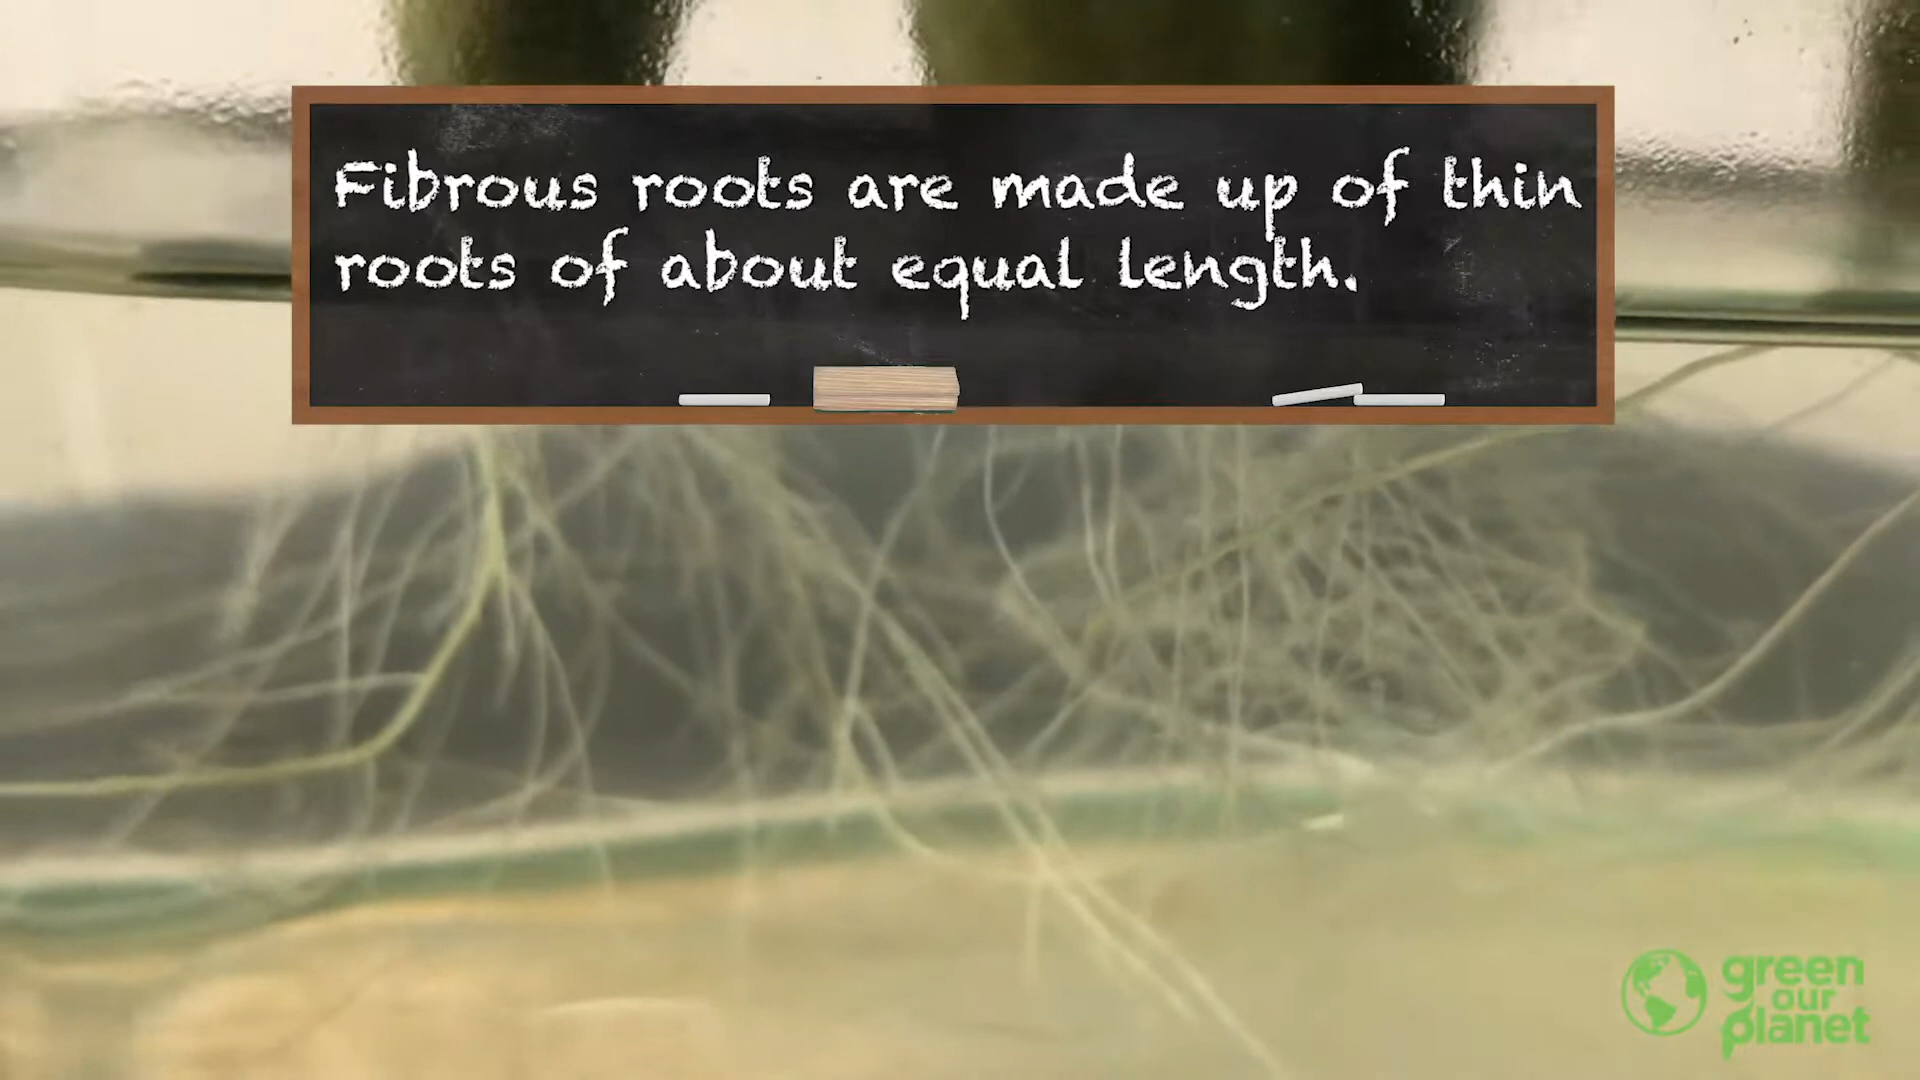 Fibrous roots are made up of thin
roots of about equal length.
green
our
planet